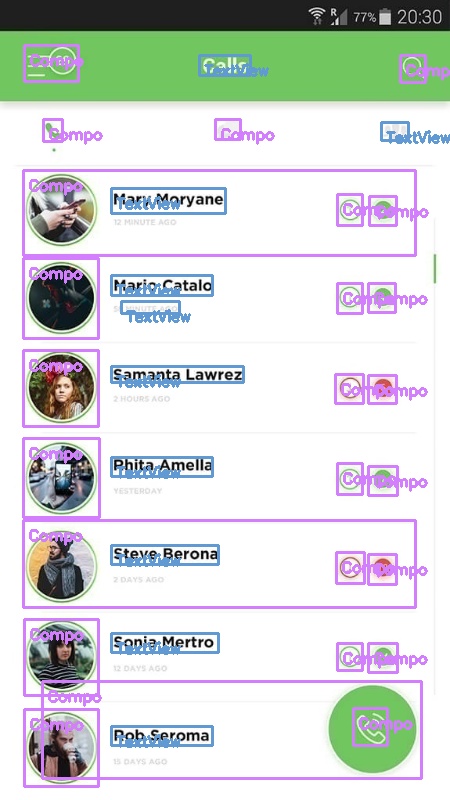 R 77% 20:30
Compo Calls TextView Compo
Compo Compo TextView
Compo Mary Moryane TextView Compo Compo
12 MINUTE AGO
Compo Mario Catalo TextView Compo Compo
MINUTE AGO TextView
Compo Samanta Lawrez TextView Compo Compo
2 HOURS AGO
Compo Rhita Amella TextView Compo Compo
YESTERDAY
Compo Steve Berona TextView Compo Compo
2 DAYS AGO
Compo Sonia Mertro TextView Compo Compo
12 DAYS AGO
Compo
Compo Rob Seroma TextView Compo
15 DAYS AGO